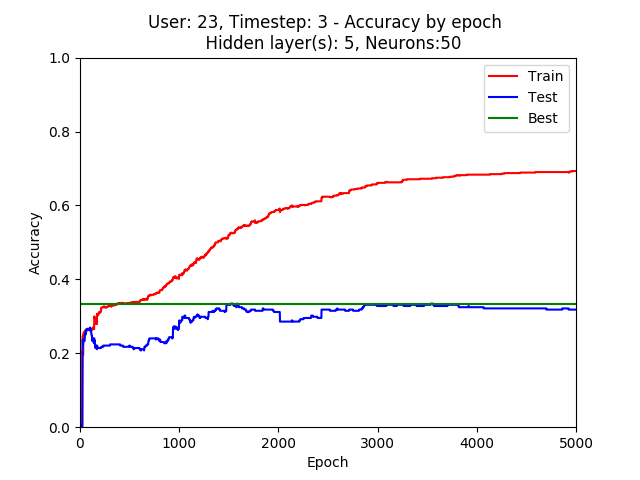 User: 23, Timestep: 3 - Accuracy by epoch
Hidden layer(s): 5, Neurons:50
1.0
0.8
0.6
0.4
0.2
0.0
Accuracy
Train
Test
Best
0
1000
2000
3000
4000
5000
Epoch